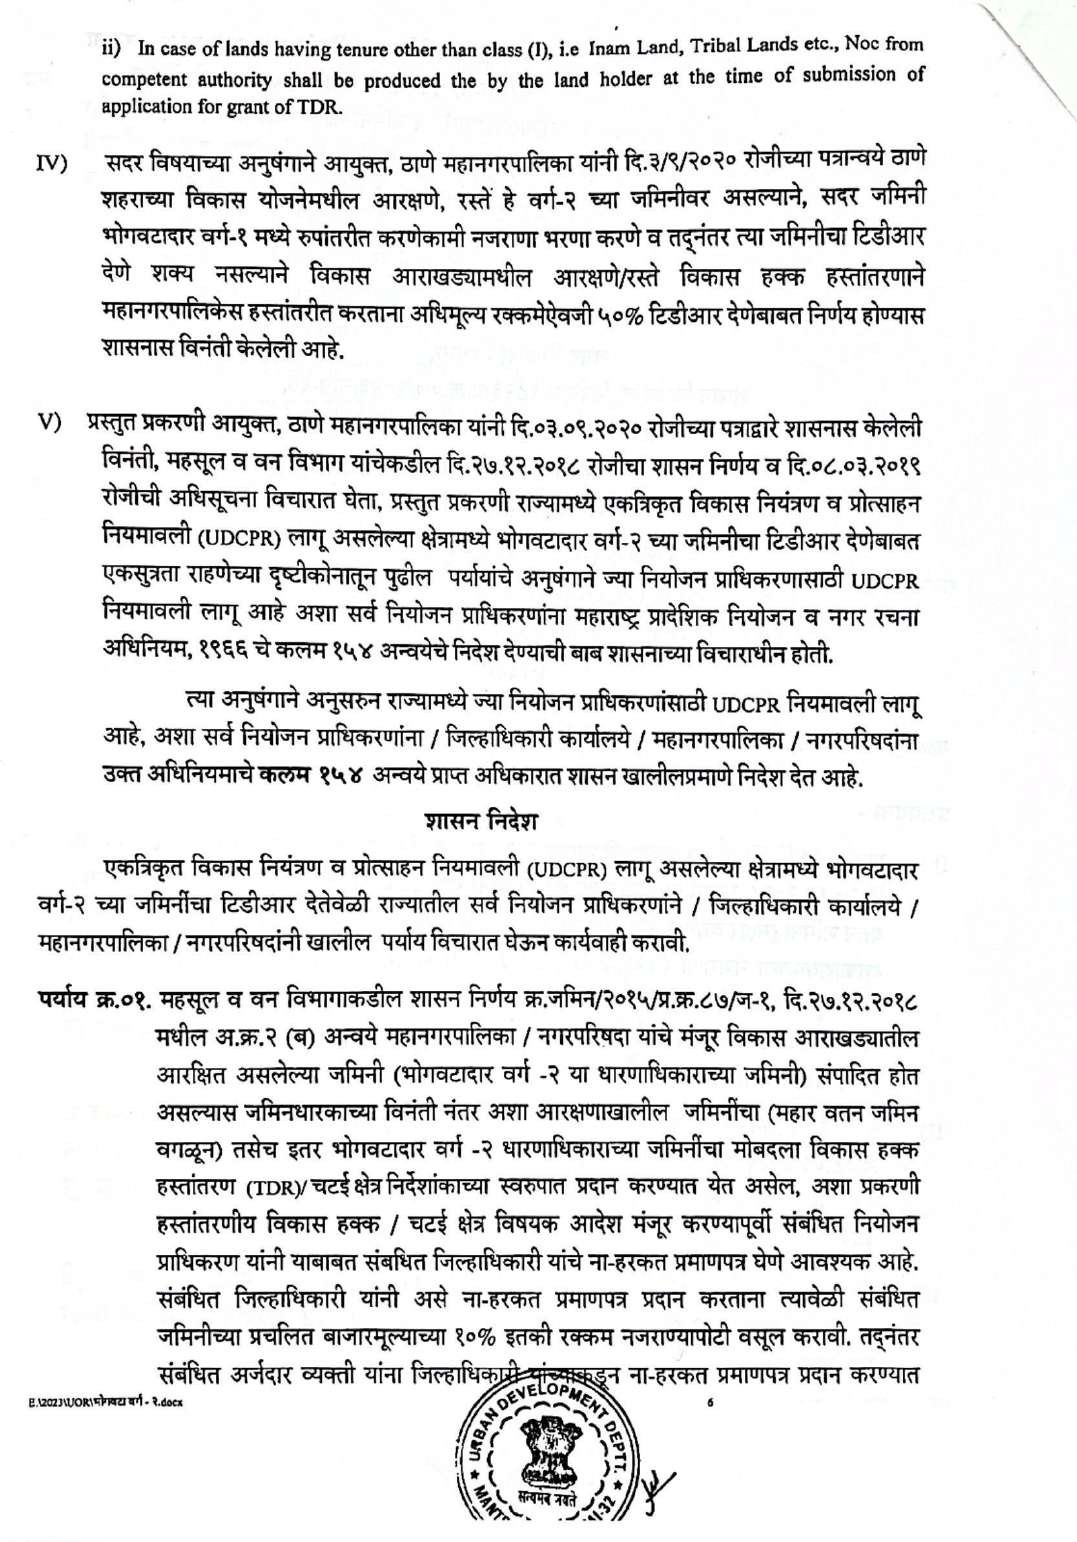 ii) In case of lands having tenure other than class (I), i.e Inam Land, Tribal Lands etc., Noc from
competent authority shall be produced the by the land holder at the time of submission of
application for grant of TDR.
IV) सदर विषयाच्या अनुषंगाने आयुक्त, ठाणे महानगरपालिका यांनी दि.३/९/२०२० रोजीच्या पत्रान्वये ठाणे
शहराच्या विकास योजनेमधील आरक्षणे, रस्ते हे वर्ग-२ च्या जमिनीवर असल्याने, सदर जमिनी
भोगवटादार वर्ग-१ मध्ये रुपांतरीत करणेकामी नजराणा भरणा करणे व तद्नंतर त्या जमिनीचा टिडीआर
देणे शक्य नसल्याने विकास आराखड्यामधील आरक्षणे/रस्ते विकास हक्क हस्तांतरणाने
महानगरपालिकेस हस्तांतरीत करताना अधिमूल्य रक्कमेऐवजी ५०% टिडीआर देणेबाबत निर्णय होण्यास
शासनास विनंती केलेली आहे.
V) प्रस्तुत प्रकरणी आयुक्त, ठाणे महानगरपालिका यांनी दि.०३.०९.२०२० रोजीच्या पत्राद्वारे शासनास केलेली
विनंती, महसूल व वन विभाग यांचेकडील दि.२७.१२.२०१८ रोजीचा शासन निर्णय व दि.०८.०३.२०१९
रोजीची अधिसूचना विचारात घेता, प्रस्तुत प्रकरणी राज्यामध्ये एकत्रिकृत विकास नियंत्रण व प्रोत्साहन
नियमावली (UDCPR) लागू असलेल्या क्षेत्रामध्ये भोगवटादार वर्ग-२ च्या जमिनीचा टिडीआर देणेबाबत
एकसुत्रता राहणेच्या दृष्टीकोनातून पुढील पर्यायांचे अनुषंगाने ज्या नियोजन प्राधिकरणासाठी UDCPR
नियमावली लागू आहे अशा सर्व नियोजन प्राधिकरणांना महाराष्ट्र प्रादेशिक नियोजन व नगर रचना
अधिनियम, १९६६ चे कलम १५४ अन्वयेचे निदेश देण्याची बाब शासनाच्या विचाराधीन होती.
त्या अनुषंगाने अनुसरुन राज्यामध्ये ज्या नियोजन प्राधिकरणांसाठी UDCPR नियमावली लागू
आहे, अशा सर्व नियोजन प्राधिकरणांना / जिल्हाधिकारी कार्यालये / महानगरपालिका / नगरपरिषदांना
उक्त अधिनियमाचे कलम १५४ अन्वये प्राप्त अधिकारात शासन खालीलप्रमाणे निदेश देत आहे.
शासन निदेश
एकत्रिकृत विकास नियंत्रण व प्रोत्साहन नियमावली (UDCPR) लागू असलेल्या क्षेत्रामध्ये भोगवटादार
वर्ग-२ च्या जमिनींचा टिडीआर देतेवेळी राज्यातील सर्व नियोजन प्राधिकरणांने / जिल्हाधिकारी कार्यालये /
महानगरपालिका / नगरपरिषदांनी खालील पर्याय विचारात घेऊन कार्यवाही करावी.
पर्याय क्र.०१. महसूल व वन विभागाकडील शासन निर्णय क्र.जमिन/२०१५/प्र.क्र.८७/ज-१, दि.२७.१२.२०१८
मधील अ.क्र.२ (ब) अन्वये महानगरपालिका / नगरपरिषदा यांचे मंजूर विकास आराखड्यातील
आरक्षित असलेल्या जमिनी (भोगवटादार वर्ग -२ या धारणाधिकाराच्या जमिनी) संपादित होत
असल्यास जमिनधारकाच्या विनंती नंतर अशा आरक्षणाखालील जमिनींचा (महार वतन जमिन
वगळून) तसेच इतर भोगवटादार वर्ग -२ धारणाधिकाराच्या जमिनींचा मोबदला विकास हक्क
हस्तांतरण (TDR)/ चटई क्षेत्र निर्देशांकाच्या स्वरुपात प्रदान करण्यात येत असेल, अशा प्रकरणी
हस्तांतरणीय विकास हक्क / चटई क्षेत्र विषयक आदेश मंजूर करण्यापूर्वी संबंधित नियोजन
प्राधिकरण यांनी याबाबत संबधित जिल्हाधिकारी यांचे ना-हरकत प्रमाणपत्र घेणे आवश्यक आहे.
संबंधित जिल्हाधिकारी यांनी असे ना-हरकत प्रमाणपत्र प्रदान करताना त्यावेळी संबंधित
जमिनीच्या प्रचलित बाजारमूल्याच्या १०% इतकी रक्कम नजराण्यापोटी वसूल करावी. तद्नंतर
संबंधित अर्जदार व्यक्ती यांना जिल्हाधिकारी यांच्याकडून ना-हरकत प्रमाणपत्र प्रदान करण्यात
E:\2023\UOR\भोगवटा वर्ग - २.docx 6
URBAN DEVELOPMENT DEPTT.
सत्यमेव जयते